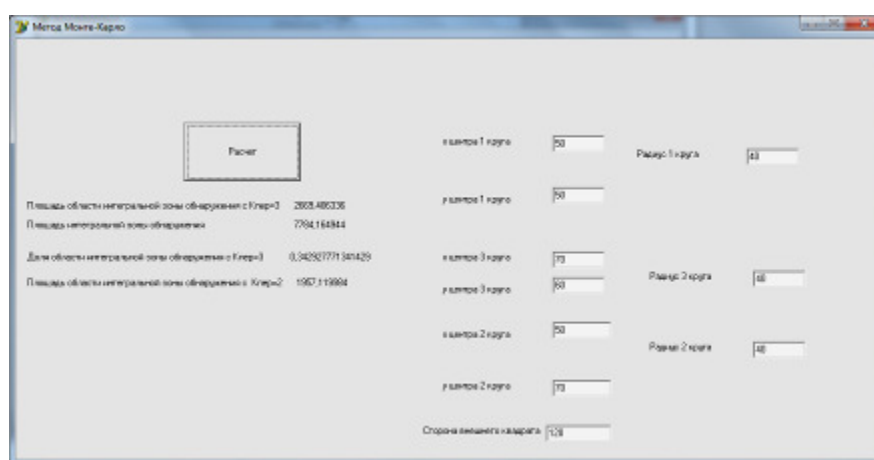 Метод Монте-Карло
Расчет
Площадь области интегральной зоны обнаружения с Кпер=3 2669,486336
Площадь интегральной зоны обнаружения 7784,164944
Доля области интегральной зоны обнаружения с Кпер=3 0,342927771341429
Площадь области интегральной зоны обнаружения с Кпер=2 1957,119984
x центра 1 круга 50
Радиус 1 круга 40
y центра 1 круга 50
x центра 3 круга 70
Радиус 3 круга 40
y центра 3 круга 60
x центра 2 круга 50
Радиус 2 круга 40
y центра 2 круга 70
Сторона внешнего квадрата 120